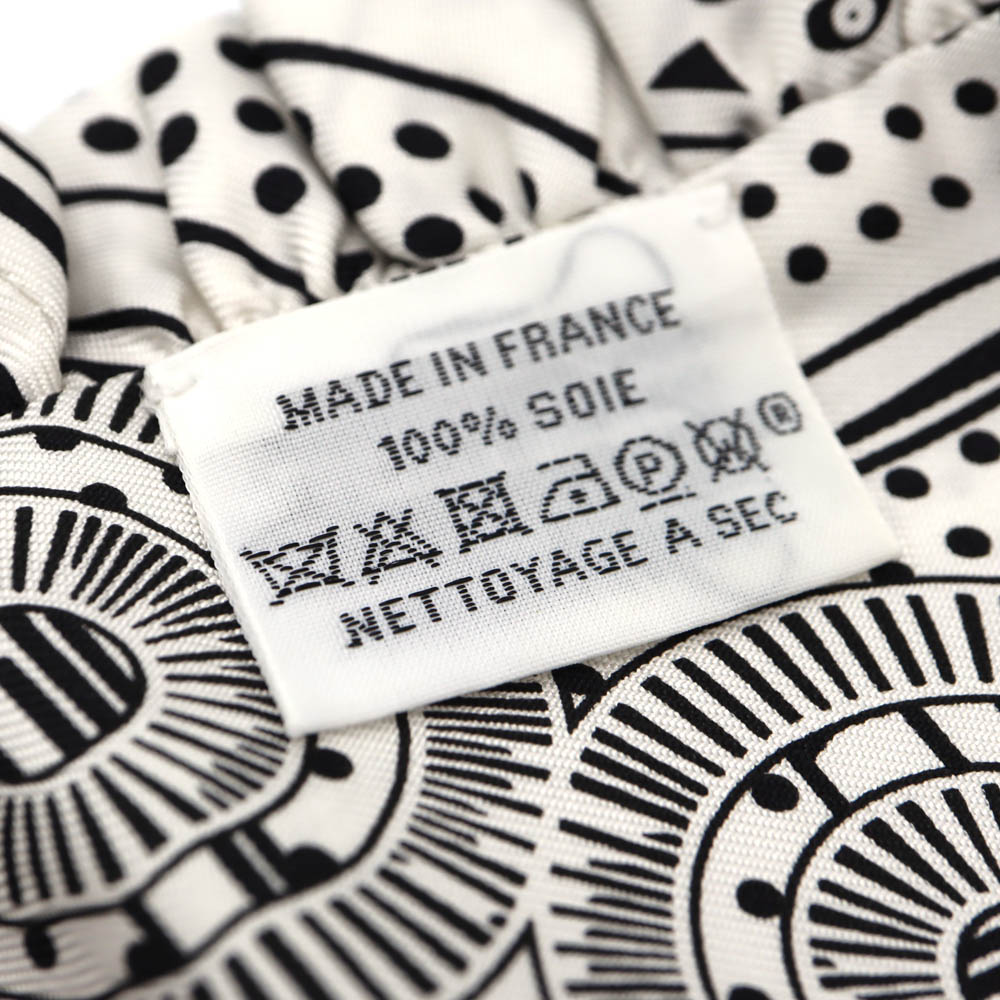 MADE IN FRANCE
100% SOIE
P W ®
NETTOYAGE A SEC